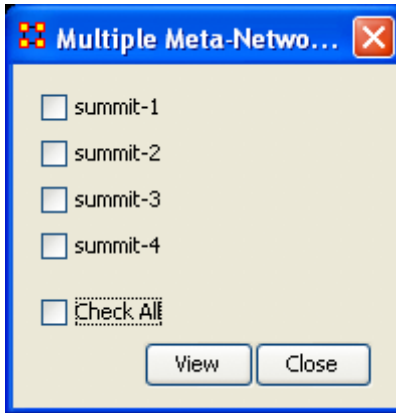 Multiple Meta-Netwo...
summit-1
summit-2
summit-3
summit-4
Check All
View Close